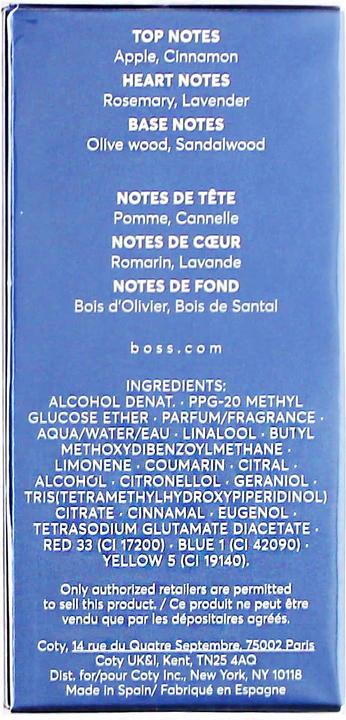 TOP NOTES
Apple, Cinnamon
HEART NOTES
Rosemary, Lavender
BASE NOTES
Olive wood, Sandalwood
NOTES DE TÊTE
Pomme, Cannelle
NOTES DE CŒUR
Romarin, Lavande
NOTES DE FOND
Bois d'Olivier, Bois de Santal
boss.com
INGREDIENTS:
ALCOHOL DENAT. · PPG-20 METHYL
GLUCOSE ETHER · PARFUM/FRAGRANCE ·
AQUA/WATER/EAU · LINALOOL · BUTYL
METHOXYDIBENZOYLMETHANE ·
LIMONENE · COUMARIN · CITRAL ·
ALCOHOL · CITRONELLOL · GERANIOL ·
TRIS(TETRAMETHYLHYDROXYPIPERIDINOL)
CITRATE · CINNAMAL · EUGENOL ·
TETRASODIUM GLUTAMATE DIACETATE ·
RED 33 (CI 17200) · BLUE 1 (CI 42090) ·
YELLOW 5 (CI 19140).
Only authorized retailers are permitted
to sell this product. / Ce produit ne peut être
vendu que par les dépositaires agréés.
Coty, 14 rue du Quatre Septembre, 75002 Paris
Coty UK&I, Kent, TN25 4AQ
Dist. for/pour Coty Inc., New York, NY 10118
Made in Spain/ Fabriqué en Espagne